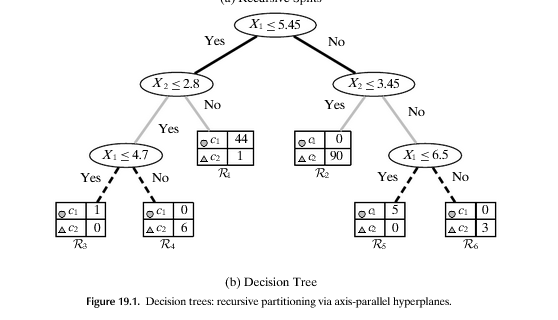 (a) Recursive Splits
X1 ≤ 5.45
Yes No
X2 ≤ 2.8 X2 ≤ 3.45
No Yes
Yes No
c1 44 c1 0
X1 ≤ 4.7 c2 1 c2 90 X1 ≤ 6.5
R1 R2
Yes No Yes No
c1 1 c1 0 c1 5 c1 0
c2 0 c2 6 c2 0 c2 3
R3 R4 R5 R6
(b) Decision Tree
Figure 19.1. Decision trees: recursive partitioning via axis-parallel hyperplanes.